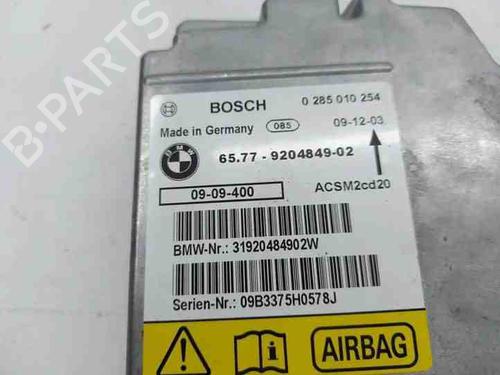 B-PARTS
BOSCH 0 285 010 254
Made in Germany 085 09-12-03
BMW 65.77 - 9204849-02
09-09-400 ACSM2cd20
BMW-Nr.: 31920484902W
Serien-Nr.: 09B3375H0578J
AIRBAG